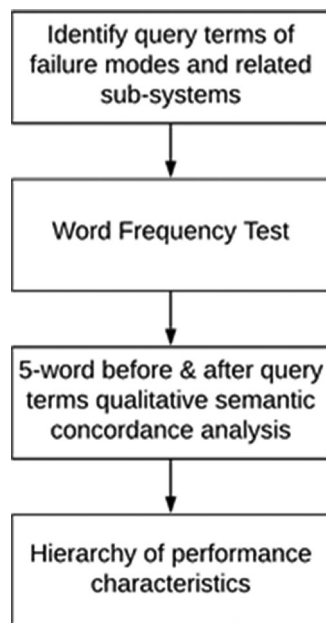 Identify query terms of
failure modes and related
sub-systems
Word Frequency Test
5-word before & after query
terms qualitative semantic
concordance analysis
Hierarchy of performance
characteristics